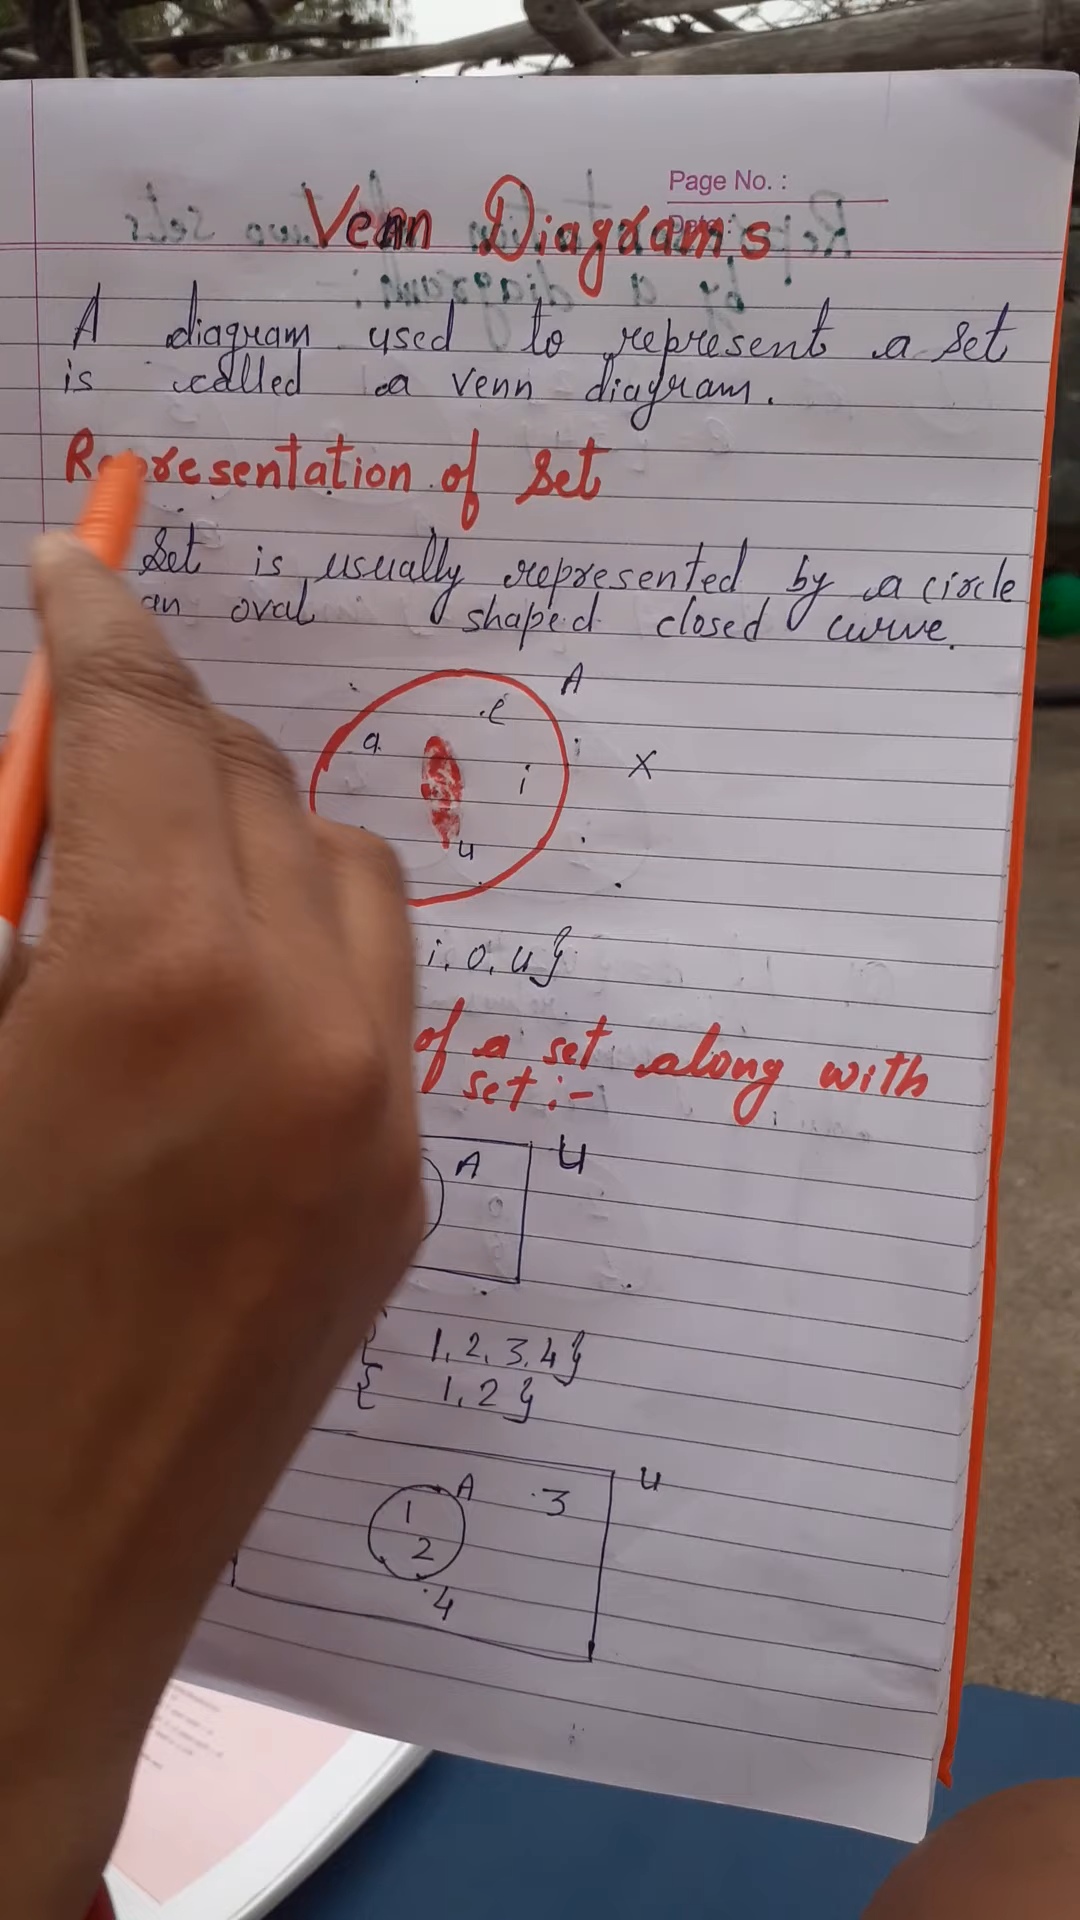 Page No. :
Venn Diagrams
A diagram used to represent a set
is called a venn diagram.
Representation of set
Set is usually represented by a circle
an oval shaped closed curve.
A
e
a
X
i
u
i, o, u}
of a set along with
set :-
A
U
{ 1, 2, 3, 4}
{ 1, 2 }
U
A
.3
1
2
.4